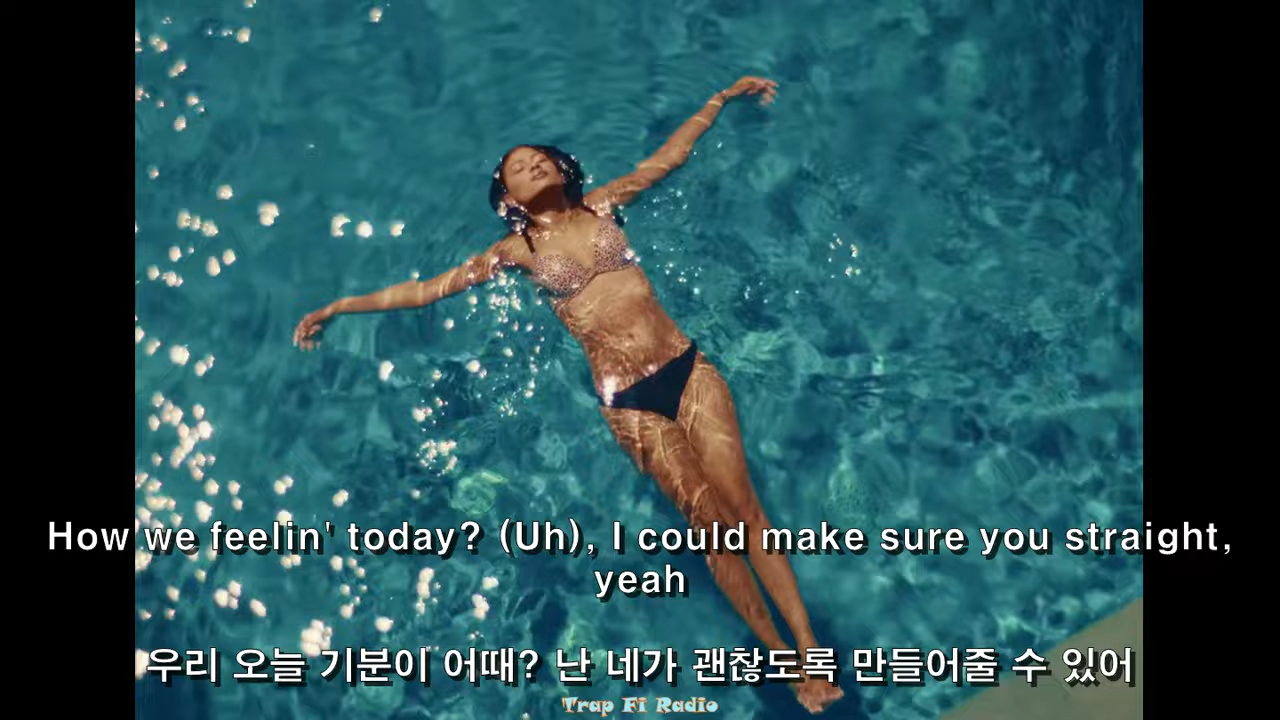 How we feelin' today? (Uh), I could make sure you straight,
yeah
우리 오늘 기분이 어때? 난 네가 괜찮도록 만들어줄 수 있어
Trap Fi Radio